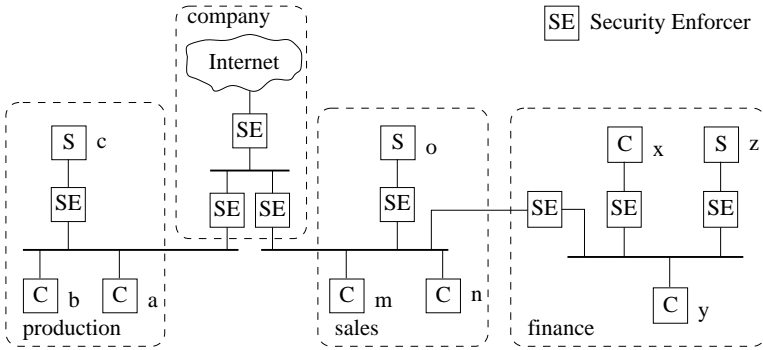 company
SE Security Enforcer
Internet
S c
S o
C x
S z
SE
SE
SE
SE
SE
SE
SE
SE
C b
C a
C m
C n
C y
production
sales
finance